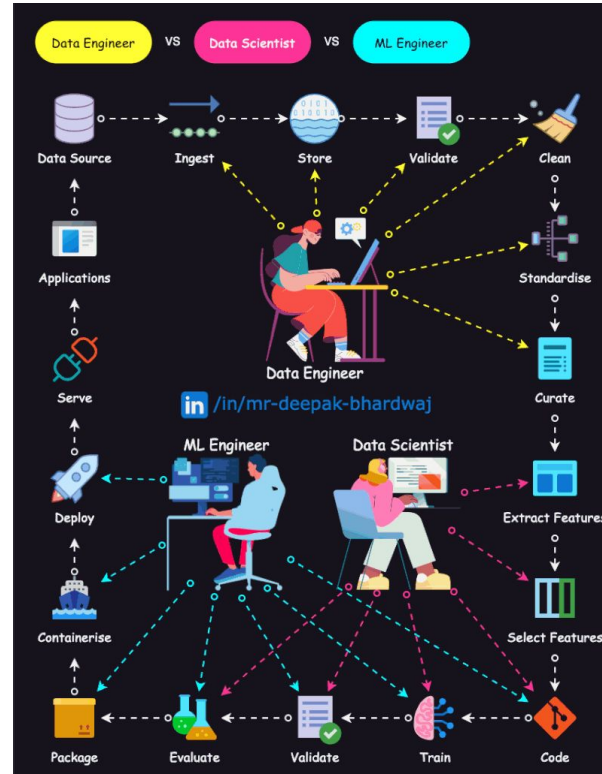 Data Engineer vs Data Scientist vs ML Engineer
Data Source Ingest Store Validate Clean
Applications Standardise
Data Engineer
Serve Curate
in /in/mr-deepak-bhardwaj
ML Engineer Data Scientist
Deploy Extract Features
Containerise Select Features
Package Evaluate Validate Train Code